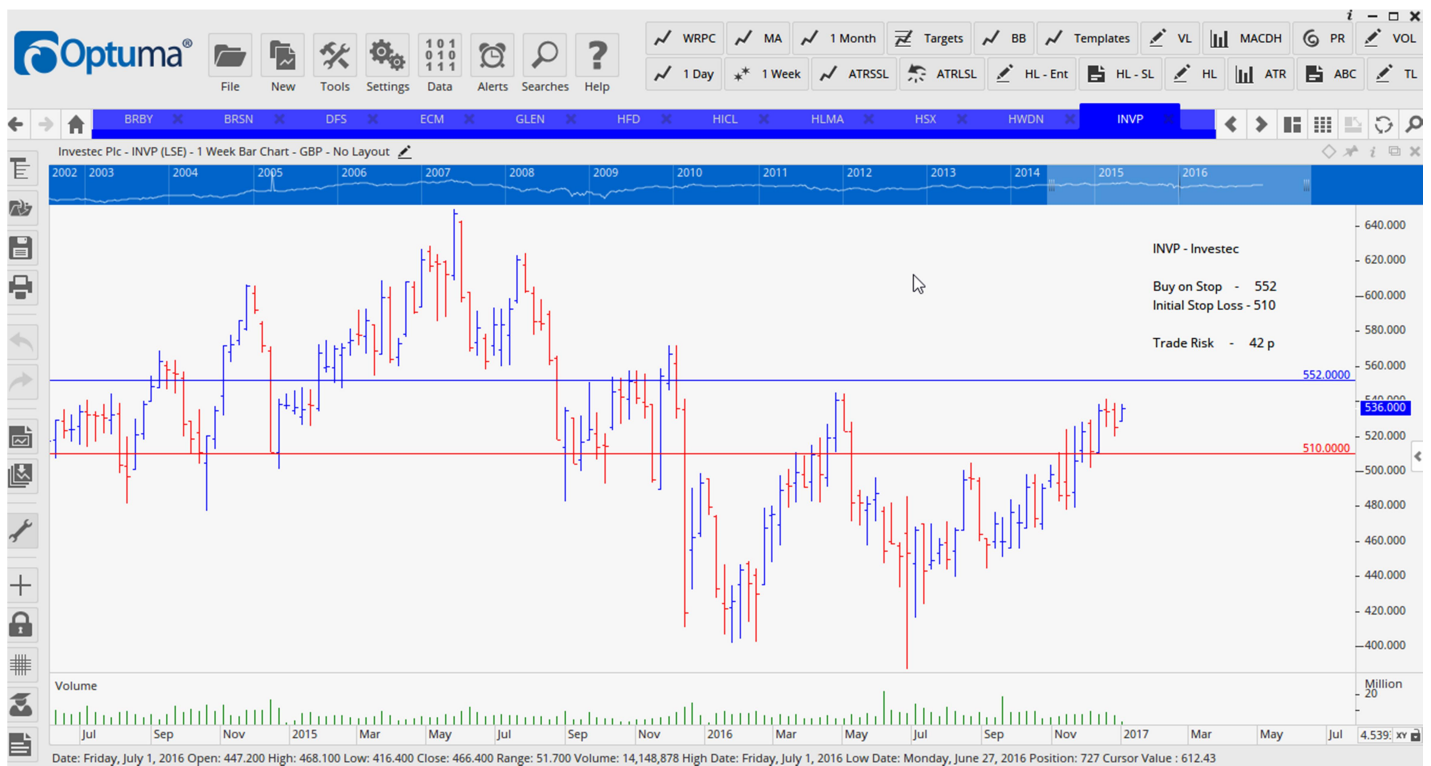 Optuma®
File New Tools Settings Data Alerts Searches Help
WRPC MA 1 Month Targets BB Templates VL MACDH PR VOL
1 Day 1 Week ATRSSL ATRLSL HL - Ent HL - SL HL ATR ABC TL
BRBY BRSN DFS ECM GLEN HFD HICL HLMA HSX HWDN INVP
Investec Plc - INVP (LSE) - 1 Week Bar Chart - GBP - No Layout
2002 2003 2004 2005 2006 2007 2008 2009 2010 2011 2012 2013 2014 2015 2016
640.000
INVP - Investec
620.000
Buy on Stop - 552
600.000
Initial Stop Loss - 510
580.000
Trade Risk - 42 p
560.000
552.0000
540.000
536.000
520.000
510.0000
500.000
480.000
460.000
440.000
420.000
400.000
Volume
Million
20
Jul Sep Nov 2015 Mar May Jul Sep Nov 2016 Mar May Jul Sep Nov 2017 Mar May Jul XY
Date: Friday, July 1, 2016 Open: 447.200 High: 468.100 Low: 416.400 Close: 466.400 Range: 51.700 Volume: 14,148,878 High Date: Friday, July 1, 2016 Low Date: Monday, June 27, 2016 Position: 727 Cursor Value : 612.43